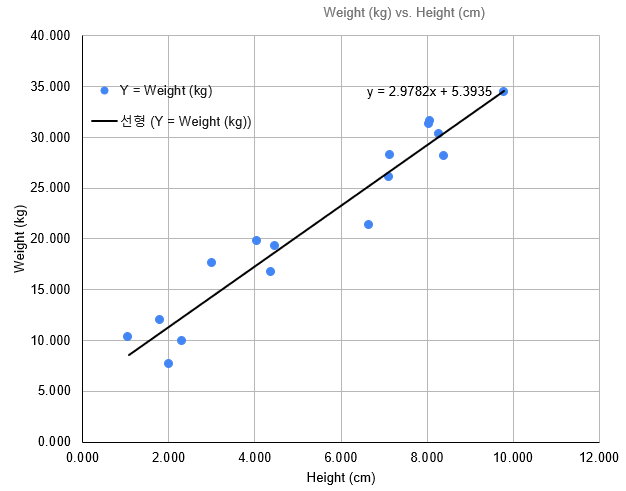 Weight (kg) vs. Height (cm)
40.000
35.000
30.000
25.000
20.000
15.000
10.000
5.000
0.000
Weight (kg)
Y = Weight (kg)
선형 (Y = Weight (kg))
y = 2.9782x + 5.3935
0.000 2.000 4.000 6.000 8.000 10.000 12.000
Height (cm)